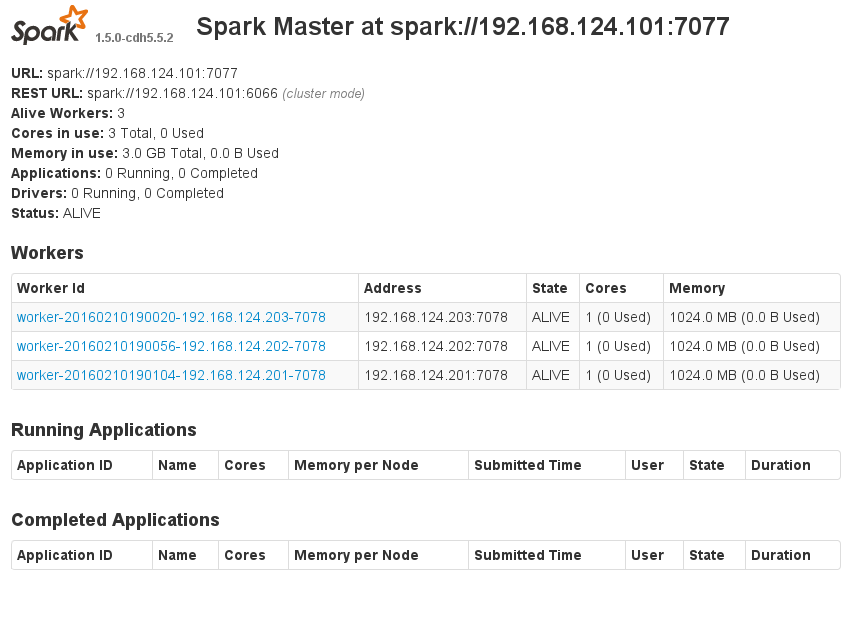 Spark 1.5.0-cdh5.5.2 Spark Master at spark://192.168.124.101:7077
URL: spark://192.168.124.101:7077
REST URL: spark://192.168.124.101:6066 (cluster mode)
Alive Workers: 3
Cores in use: 3 Total, 0 Used
Memory in use: 3.0 GB Total, 0.0 B Used
Applications: 0 Running, 0 Completed
Drivers: 0 Running, 0 Completed
Status: ALIVE
Workers
Worker Id Address State Cores Memory
worker-20160210190020-192.168.124.203-7078 192.168.124.203:7078 ALIVE 1 (0 Used) 1024.0 MB (0.0 B Used)
worker-20160210190056-192.168.124.202-7078 192.168.124.202:7078 ALIVE 1 (0 Used) 1024.0 MB (0.0 B Used)
worker-20160210190104-192.168.124.201-7078 192.168.124.201:7078 ALIVE 1 (0 Used) 1024.0 MB (0.0 B Used)
Running Applications
Application ID Name Cores Memory per Node Submitted Time User State Duration
Completed Applications
Application ID Name Cores Memory per Node Submitted Time User State Duration